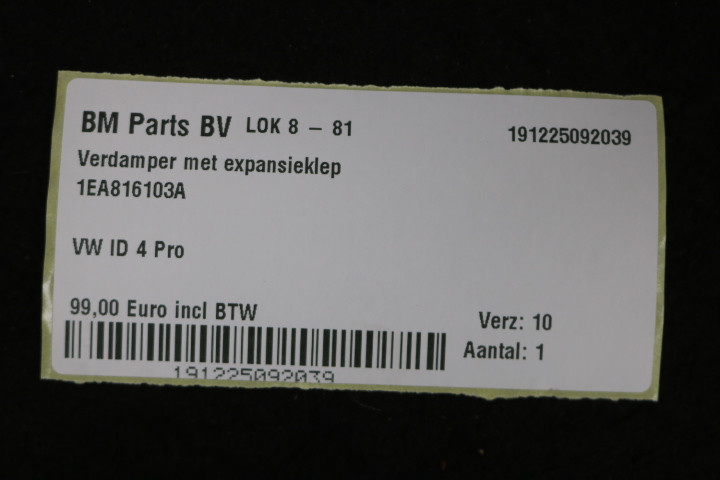 BM Parts BV LOK 8 – 81 191225092039
Verdamper met expansieklep
1EA816103A
VW ID 4 Pro
99,00 Euro incl BTW
Verz: 10
Aantal: 1
191225092039